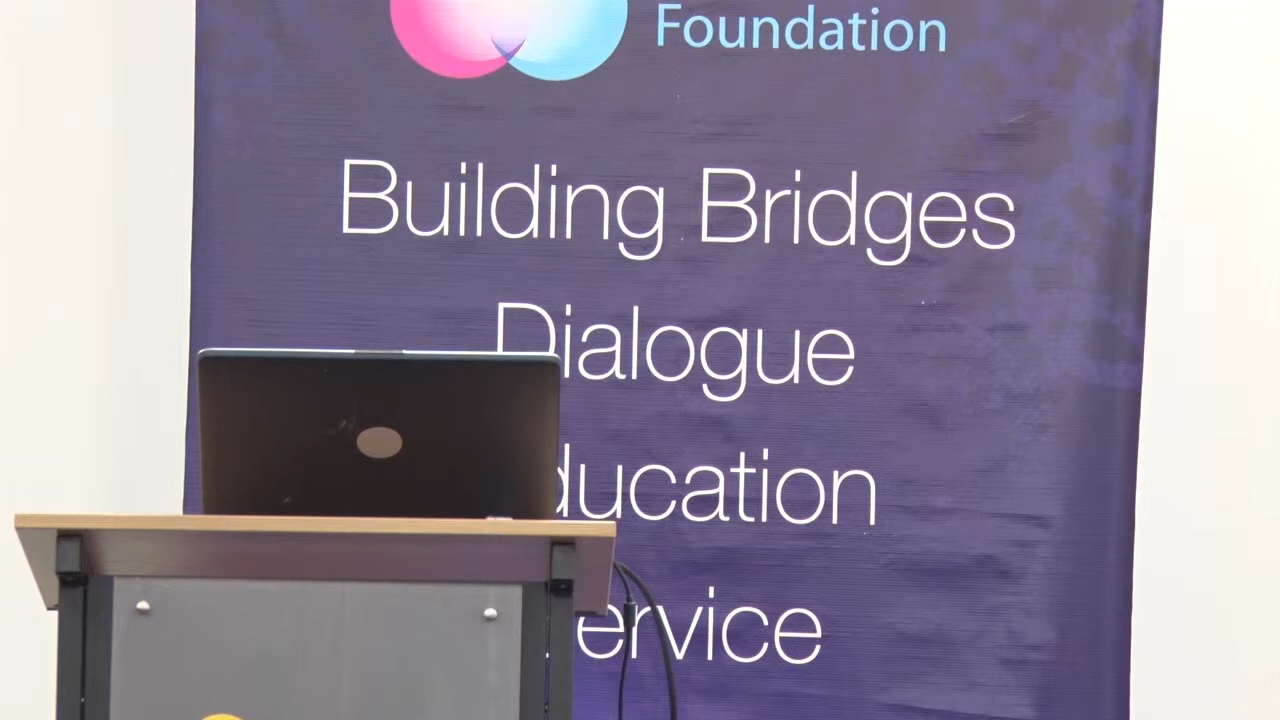 Foundation
Building Bridges
Dialogue
ducation
ervice